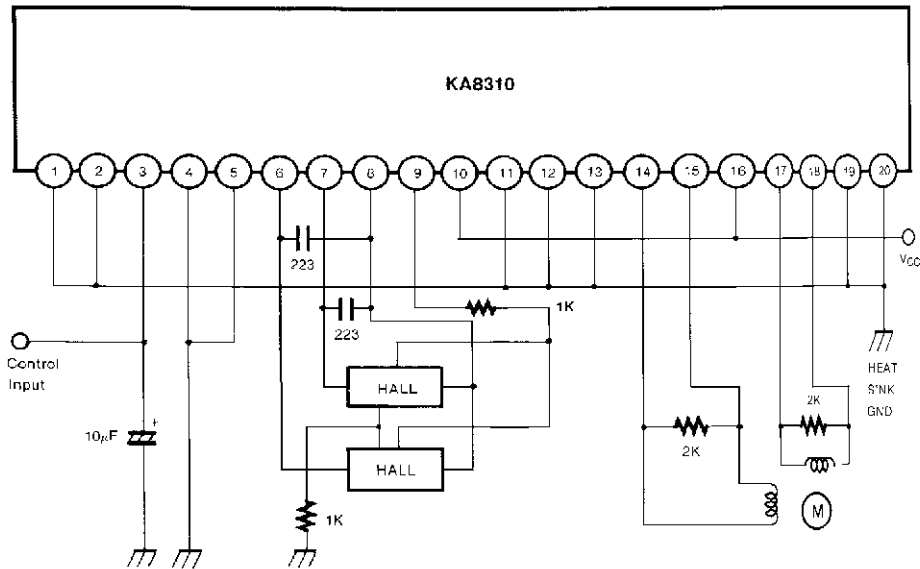 KA8310
1 2 3 4 5 6 7 8 9 10 11 12 13 14 15 16 17 18 19 20
223
VCC
223
1K
Control
Input
HALL
HEAT
SINK
GND
2K
10μF
+
2K
HALL
1K
M